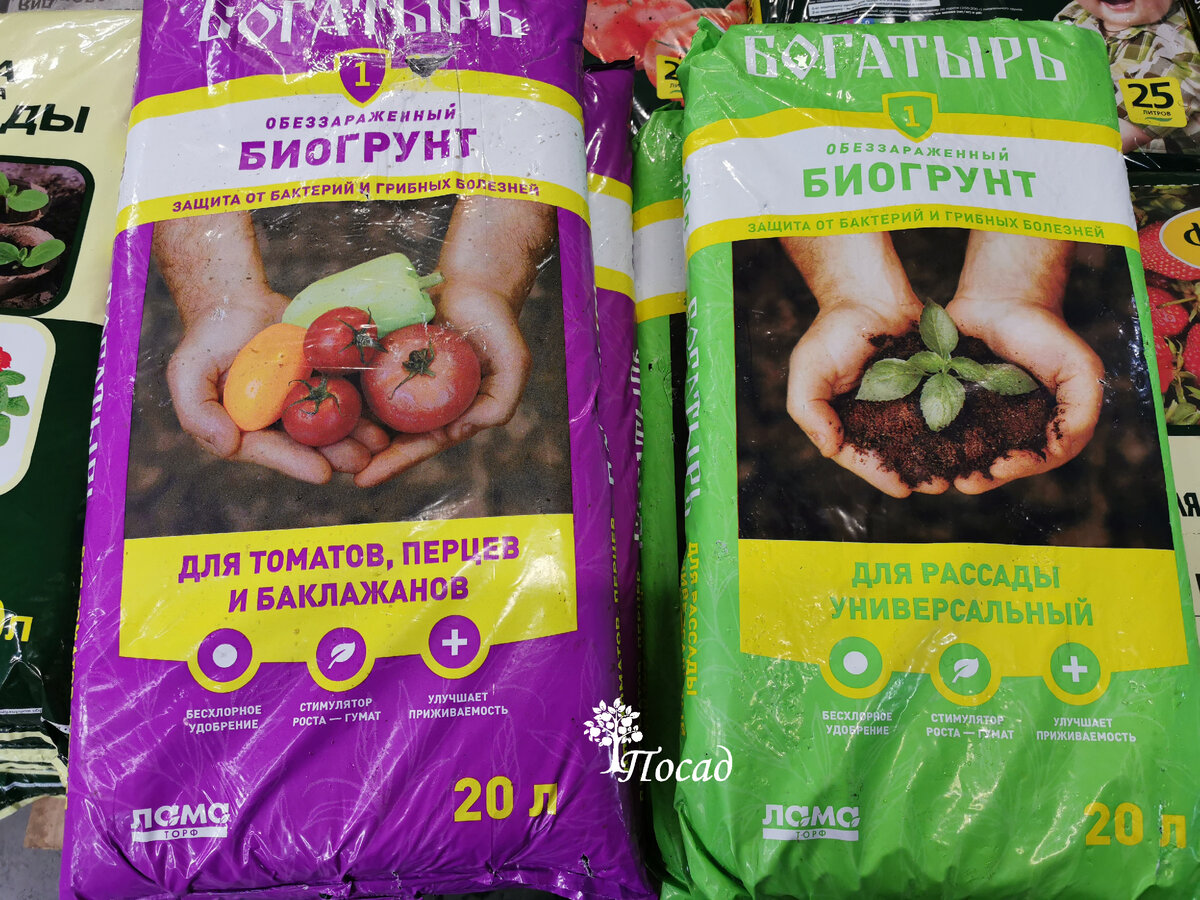 БОГАТЫРЬ
1
ОБЕЗЗАРАЖЕННЫЙ
БИОГРУНТ
ЗАЩИТА ОТ БАКТЕРИЙ И ГРИБНЫХ БОЛЕЗНЕЙ
ДЛЯ ТОМАТОВ, ПЕРЦЕВ
И БАКЛАЖАНОВ
БЕСХЛОРНОЕ
УДОБРЕНИЕ
СТИМУЛЯТОР
РОСТА — ГУМАТ
УЛУЧШАЕТ
ПРИЖИВАЕМОСТЬ
ЛАМА
ТОРФ
20 Л
Посад
БОГАТЫРЬ
1
ОБЕЗЗАРАЖЕННЫЙ
БИОГРУНТ
ЗАЩИТА ОТ БАКТЕРИЙ И ГРИБНЫХ БОЛЕЗНЕЙ
ДЛЯ РАССАДЫ
УНИВЕРСАЛЬНЫЙ
БЕСХЛОРНОЕ
УДОБРЕНИЕ
СТИМУЛЯТОР
РОСТА — ГУМАТ
УЛУЧШАЕТ
ПРИЖИВАЕМОСТЬ
ЛАМА
ТОРФ
20 Л
25
ЛИТРОВ